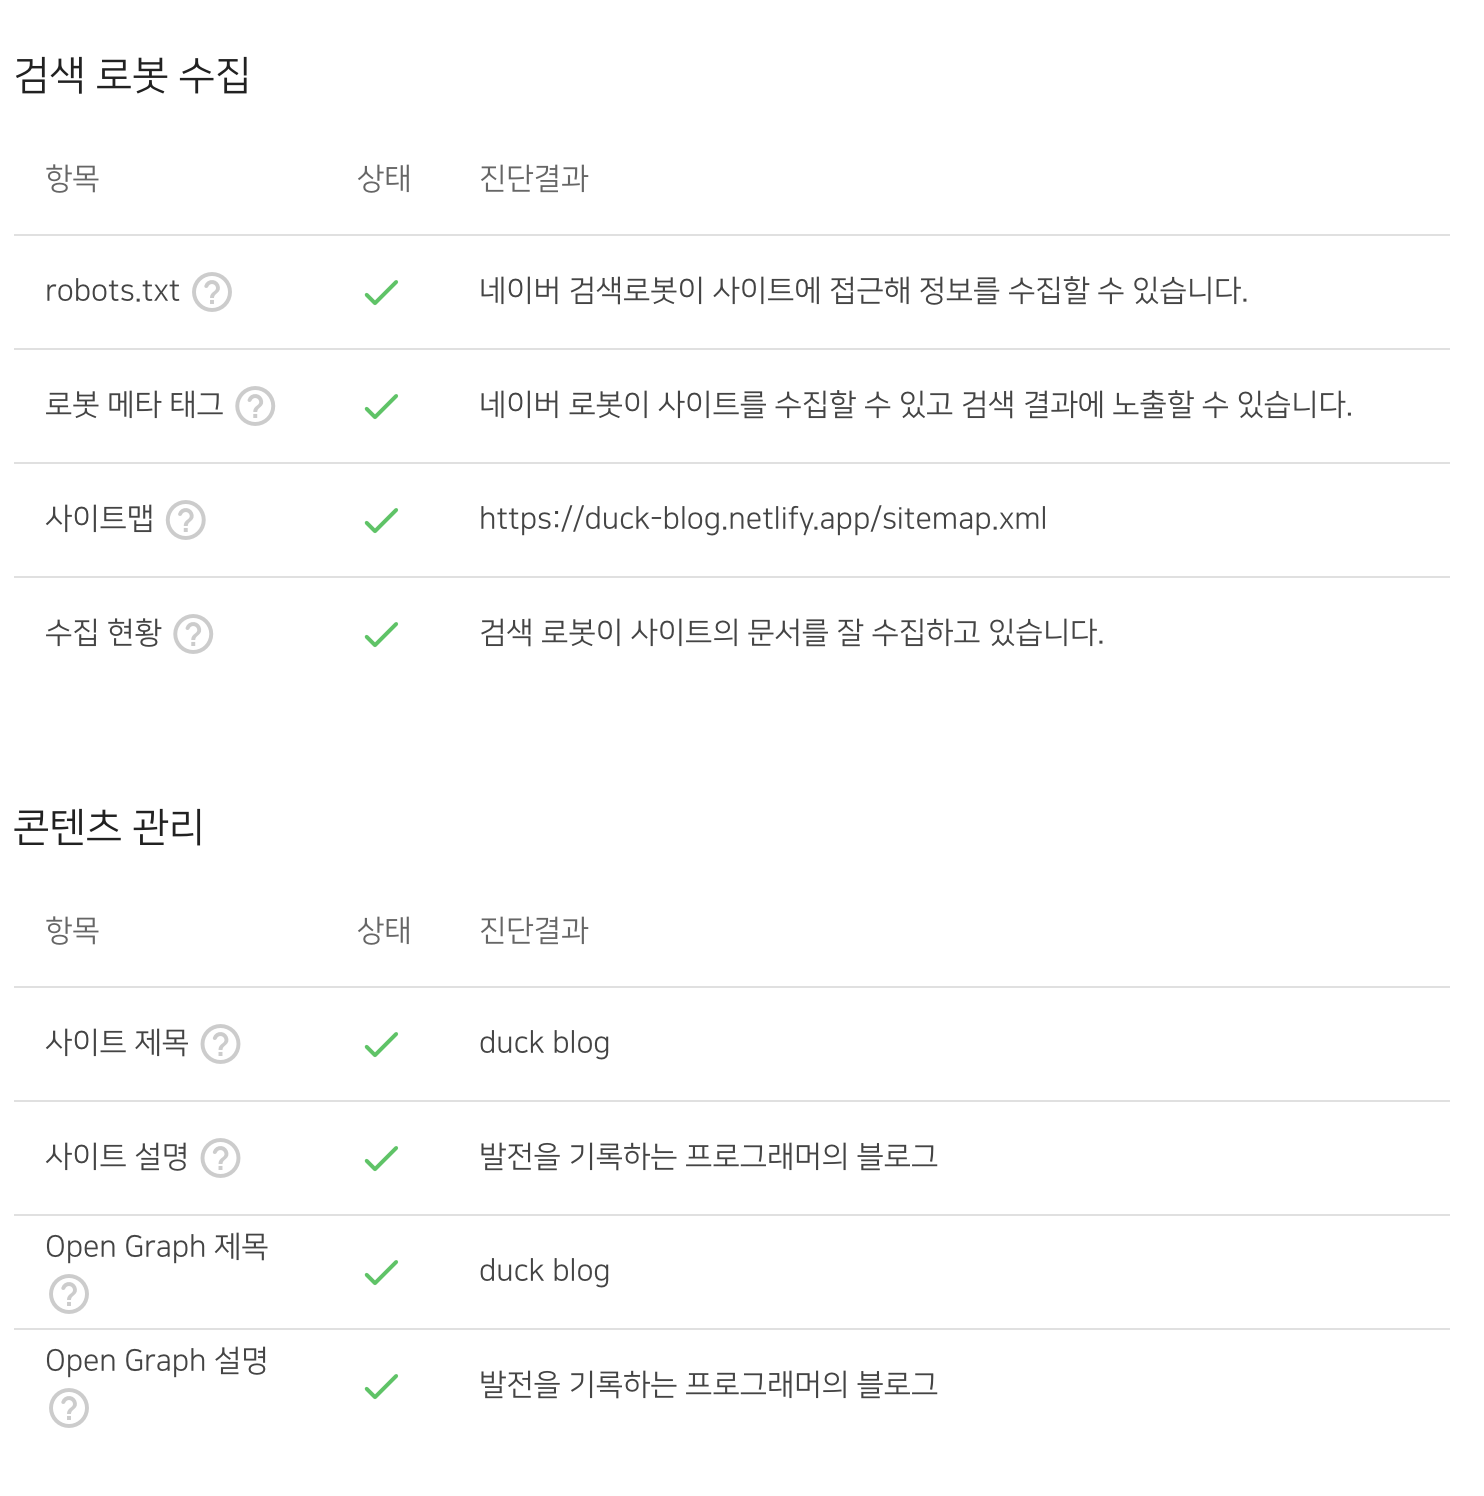 검색 로봇 수집
항목 상태 진단결과
robots.txt ? 네이버 검색로봇이 사이트에 접근해 정보를 수집할 수 있습니다.
로봇 메타 태그 ? 네이버 로봇이 사이트를 수집할 수 있고 검색 결과에 노출할 수 있습니다.
사이트맵 ? https://duck-blog.netlify.app/sitemap.xml
수집 현황 ? 검색 로봇이 사이트의 문서를 잘 수집하고 있습니다.
콘텐츠 관리
항목 상태 진단결과
사이트 제목 ? duck blog
사이트 설명 ? 발전을 기록하는 프로그래머의 블로그
Open Graph 제목
? duck blog
Open Graph 설명
? 발전을 기록하는 프로그래머의 블로그